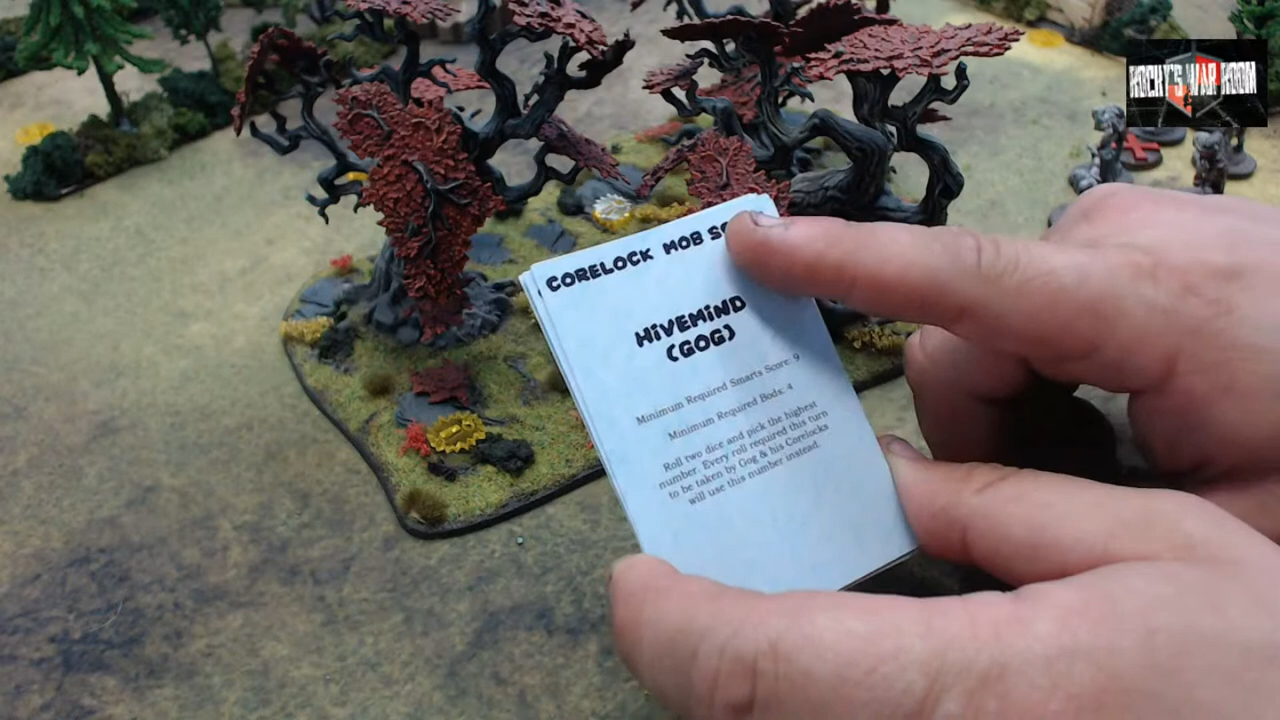 KOCHY'S WAR ROOM
CORELOCK MOB
HIVEMIND
(GOG)
Minimum Required Smarts Score: 9
Minimum Required Bods: 4
Roll two dice and pick the highest
number. Every roll required this turn
to be taken by Gog & his Corelocks
will use this number instead.